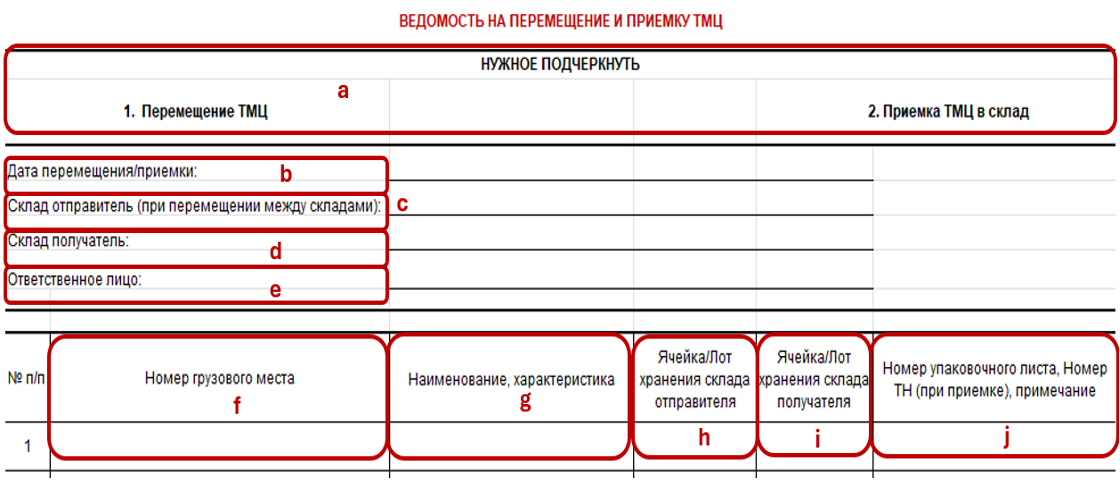 ВЕДОМОСТЬ НА ПЕРЕМЕЩЕНИЕ И ПРИЕМКУ ТМЦ
НУЖНОЕ ПОДЧЕРКНУТЬ
a
1. Перемещение ТМЦ
2. Приемка ТМЦ в склад
Дата перемещения/приемки:
b
Склад отправитель (при перемещении между складами):
c
Склад получатель:
d
Ответственное лицо:
e
№ п/п
Номер грузового места
f
Наименование, характеристика
g
Ячейка/Лот
хранения склада
отправителя
h
Ячейка/Лот
хранения склада
получателя
i
Номер упаковочного листа, Номер
ТН (при приемке), примечание
j
1